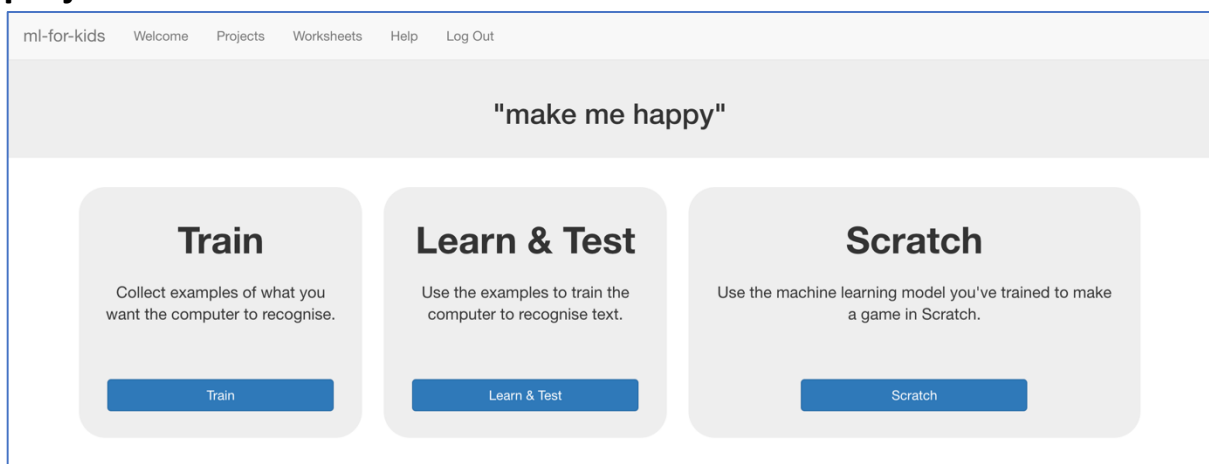 ml-for-kids Welcome Projects Worksheets Help Log Out
"make me happy"
Train
Collect examples of what you
want the computer to recognise.
Train
Learn & Test
Use the examples to train the
computer to recognise text.
Learn & Test
Scratch
Use the machine learning model you've trained to make
a game in Scratch.
Scratch